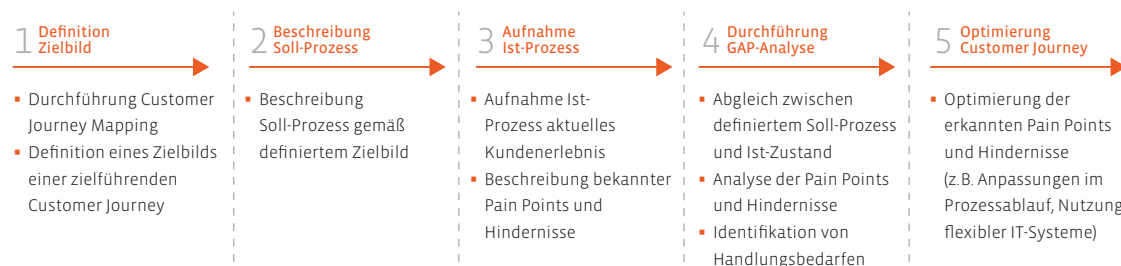 1 Definition
Zielbild
▪ Durchführung Customer
Journey Mapping
▪ Definition eines Zielbilds
einer zielführenden
Customer Journey
2 Beschreibung
Soll-Prozess
▪ Beschreibung
Soll-Prozess gemäß
definiertem Zielbild
3 Aufnahme
Ist-Prozess
▪ Aufnahme Ist-
Prozess aktuelles
Kundenerlebnis
▪ Beschreibung bekannter
Pain Points und
Hindernisse
4 Durchführung
GAP-Analyse
▪ Abgleich zwischen
definiertem Soll-Prozess
und Ist-Zustand
▪ Analyse der Pain Points
und Hindernisse
▪ Identifikation von
Handlungsbedarfen
5 Optimierung
Customer Journey
▪ Optimierung der
erkannten Pain Points
und Hindernisse
(z.B. Anpassungen im
Prozessablauf, Nutzung
flexibler IT-Systeme)